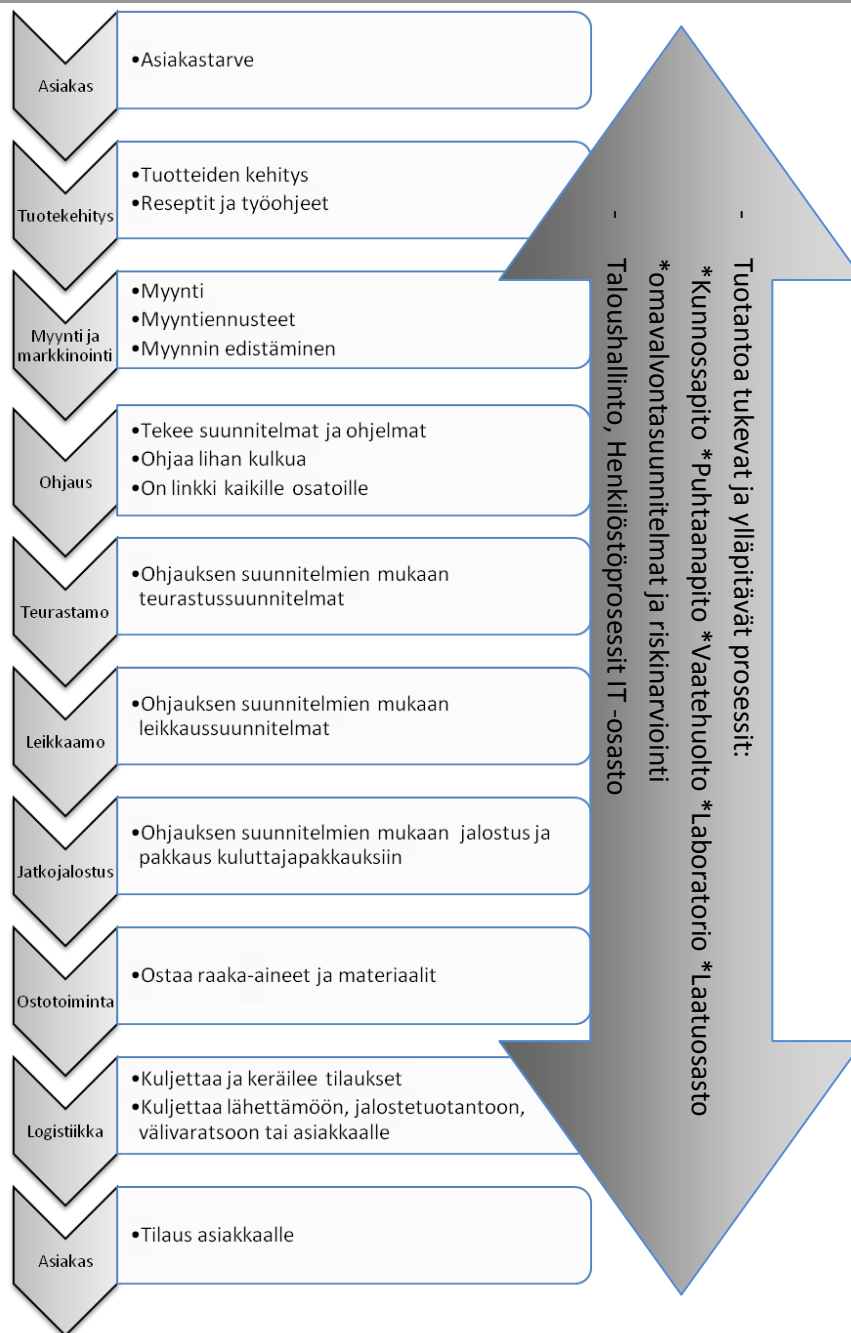 Asiakas
•Asiakastarve
Tuotekehitys
•Tuotteiden kehitys
•Reseptit ja työohjeet
Myynti ja
markkinointi
•Myynti
•Myyntiennusteet
•Myynnin edistäminen
Ohjaus
•Tekee suunnitelmat ja ohjelmat
•Ohjaa lihan kulkua
•On linkki kaikille osatoille
Teurastamo
•Ohjauksen suunnitelmien mukaan
teurastussuunnitelmat
Leikkaamo
•Ohjauksen suunnitelmien mukaan
leikkaussuunnitelmat
Jatkojalostus
•Ohjauksen suunnitelmien mukaan jalostus ja
pakkaus kuluttajapakkauksiin
Ostotoiminta
•Ostaa raaka-aineet ja materiaalit
Logistiikka
•Kuljettaa ja keräilee tilaukset
•Kuljettaa lähettämöön, jalostetuotantoon,
välivaratsoon tai asiakkaalle
Asiakas
•Tilaus asiakkaalle
- Tuotantoa tukevat ja ylläpitävät prosessit:
*Kunnossapito *Puhtaanapito *Vaatehuolto *Laboratorio *Laatuosasto
*omavalvontasuunnitelmat ja riskinarviointi
- Taloushallinto, Henkilöstöprosessit IT -osasto